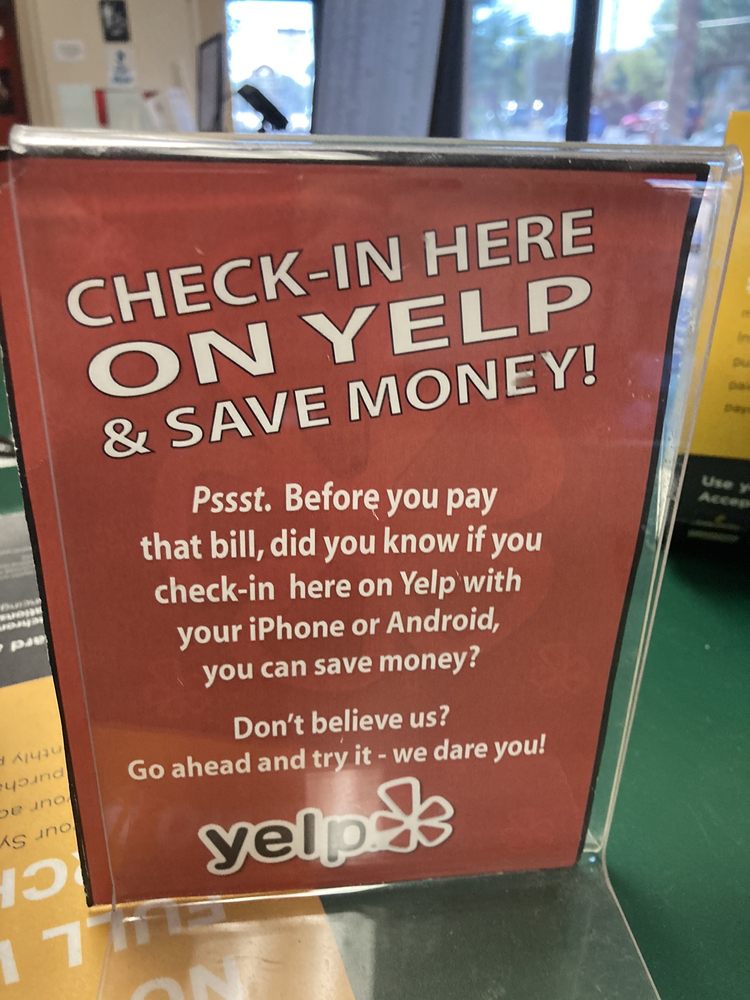 CHECK-IN HERE
ON YELP
& SAVE MONEY!
Pssst. Before you pay
that bill, did you know if you
check-in here on Yelp with
your iPhone or Android,
you can save money?
Don't believe us?
Go ahead and try it - we dare you!
yelp
Use y
Accep